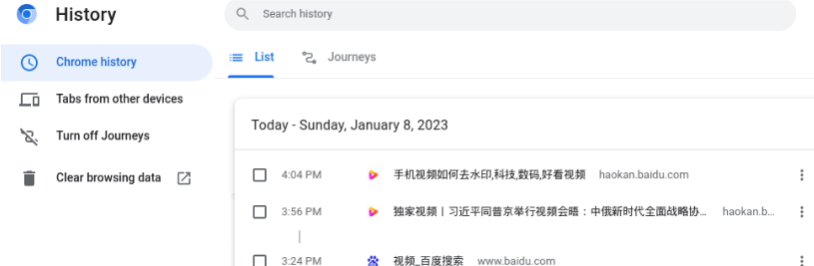 History
Search history
Chrome history
Tabs from other devices
Turn off Journeys
Clear browsing data
List
Journeys
Today - Sunday, January 8, 2023
4:04 PM 手机视频如何去水印,科技,数码,好看视频 haokan.baidu.com
3:56 PM 独家视频丨习近平同普京举行视频会晤：中俄新时代全面战略协... haokan.b...
3:24 PM 视频_百度搜索 www.baidu.com